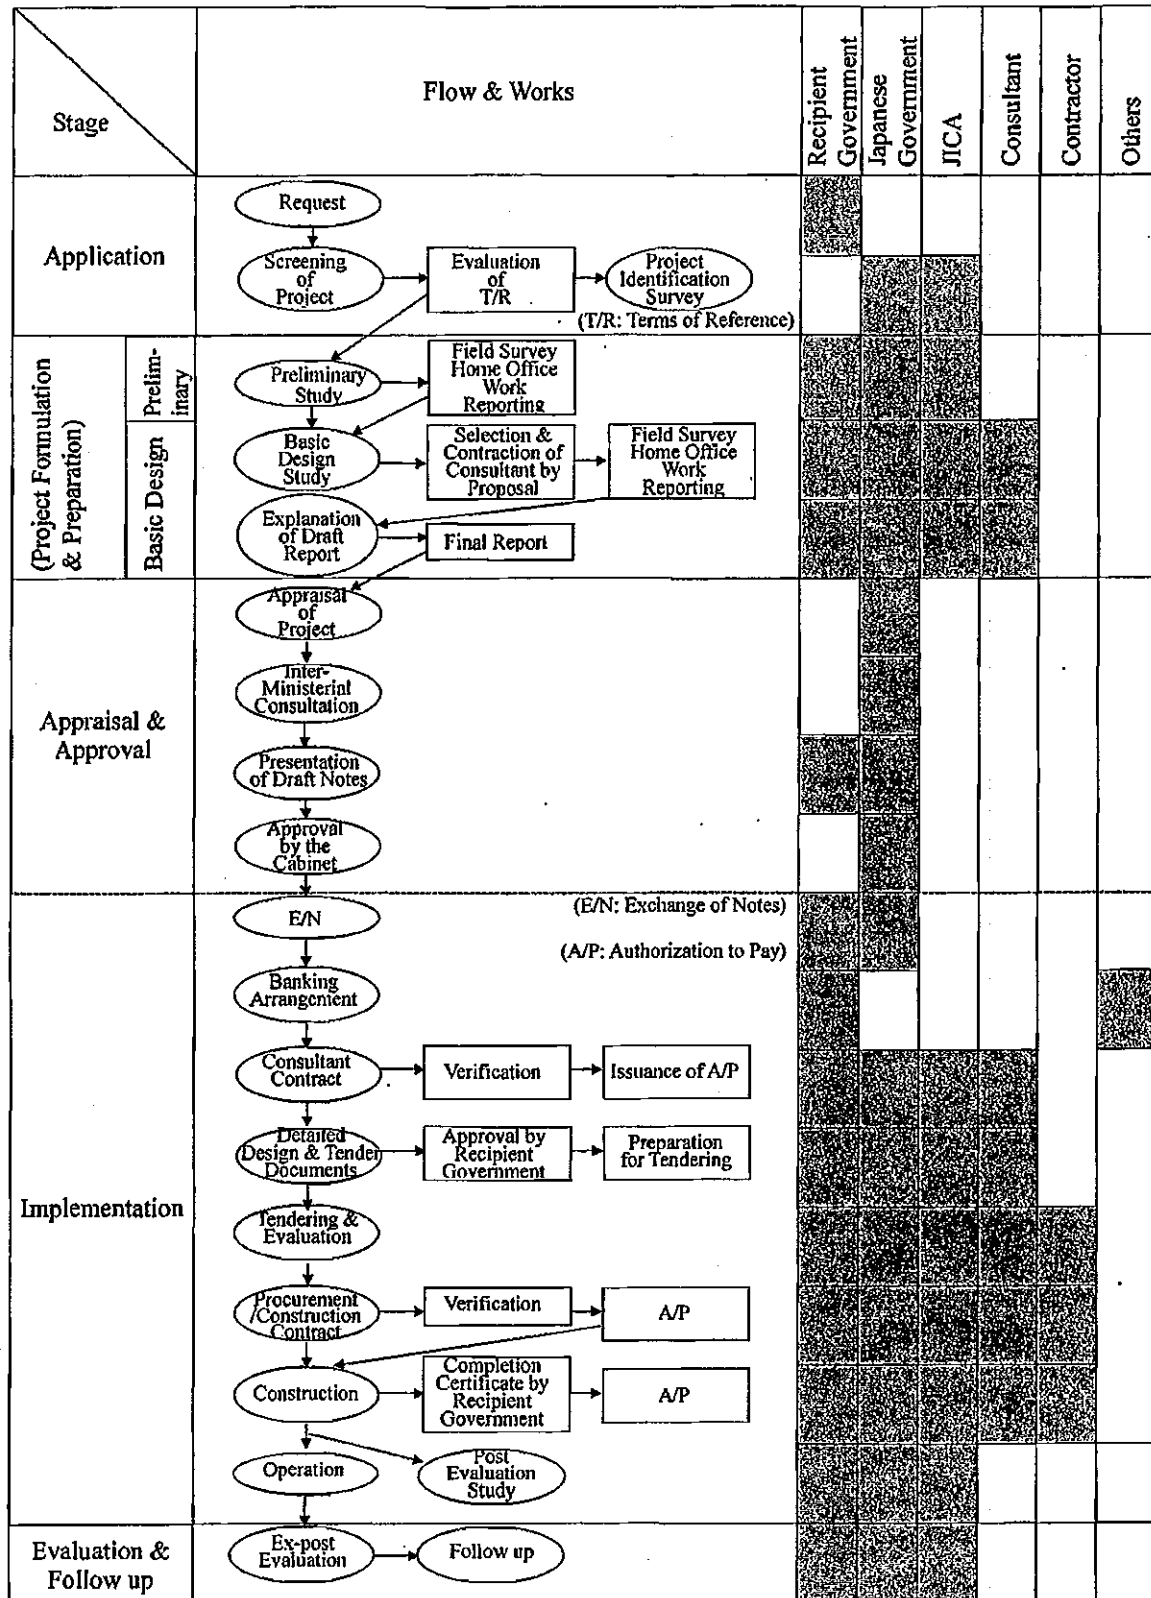 Stage
Flow & Works
Recipient
Government
Japanese
Government
JICA
Consultant
Contractor
Others
Application
Request
Screening
of
Project
Evaluation
of
T/R
Project
Identification
Survey
(T/R: Terms of Reference)
(Project Formulation
& Preparation)
Prelim-
inary
Preliminary
Study
Field Survey
Home Office
Work
Reporting
Basic Design
Basic
Design
Study
Selection &
Contraction of
Consultant by
Proposal
Field Survey
Home Office
Work
Reporting
Explanation
of Draft
Report
Final Report
Appraisal &
Approval
Appraisal
of
Project
Inter-
Ministerial
Consultation
Presentation
of Draft Notes
Approval
by the
Cabinet
Implementation
E/N
(E/N: Exchange of Notes)
(A/P: Authorization to Pay)
Banking
Arrangement
Consultant
Contract
Verification
Issuance of A/P
Detailed
Design & Tender
Documents
Approval by
Recipient
Government
Preparation
for Tendering
Tendering &
Evaluation
Procurement
/Construction
Contract
Verification
A/P
Construction
Completion
Certificate by
Recipient
Government
A/P
Operation
Post
Evaluation
Study
Evaluation &
Follow up
Ex-post
Evaluation
Follow up